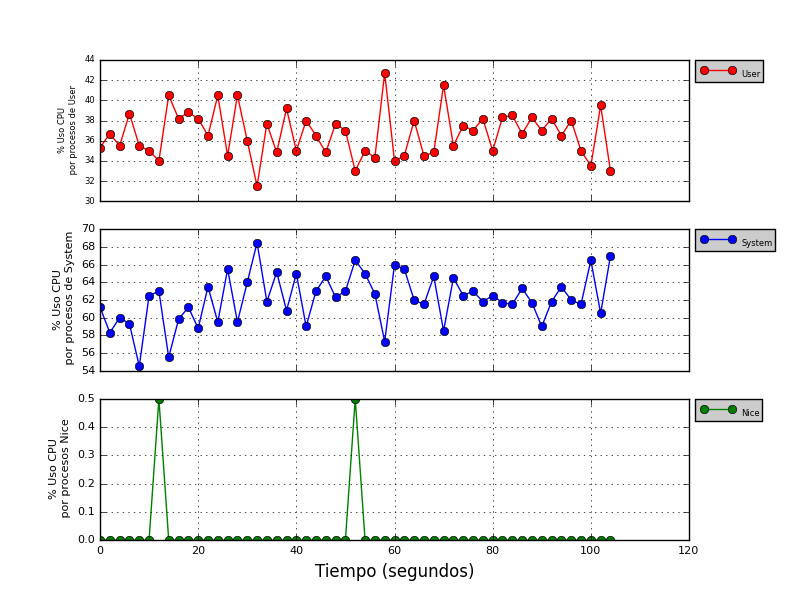 44
42
40
38
36
34
32
30
% Uso CPU
por procesos de User
User
70
68
66
64
62
60
58
56
54
% Uso CPU
por procesos de System
System
0.5
0.4
0.3
0.2
0.1
0.0
% Uso CPU
por procesos Nice
Nice
0 20 40 60 80 100 120
Tiempo (segundos)